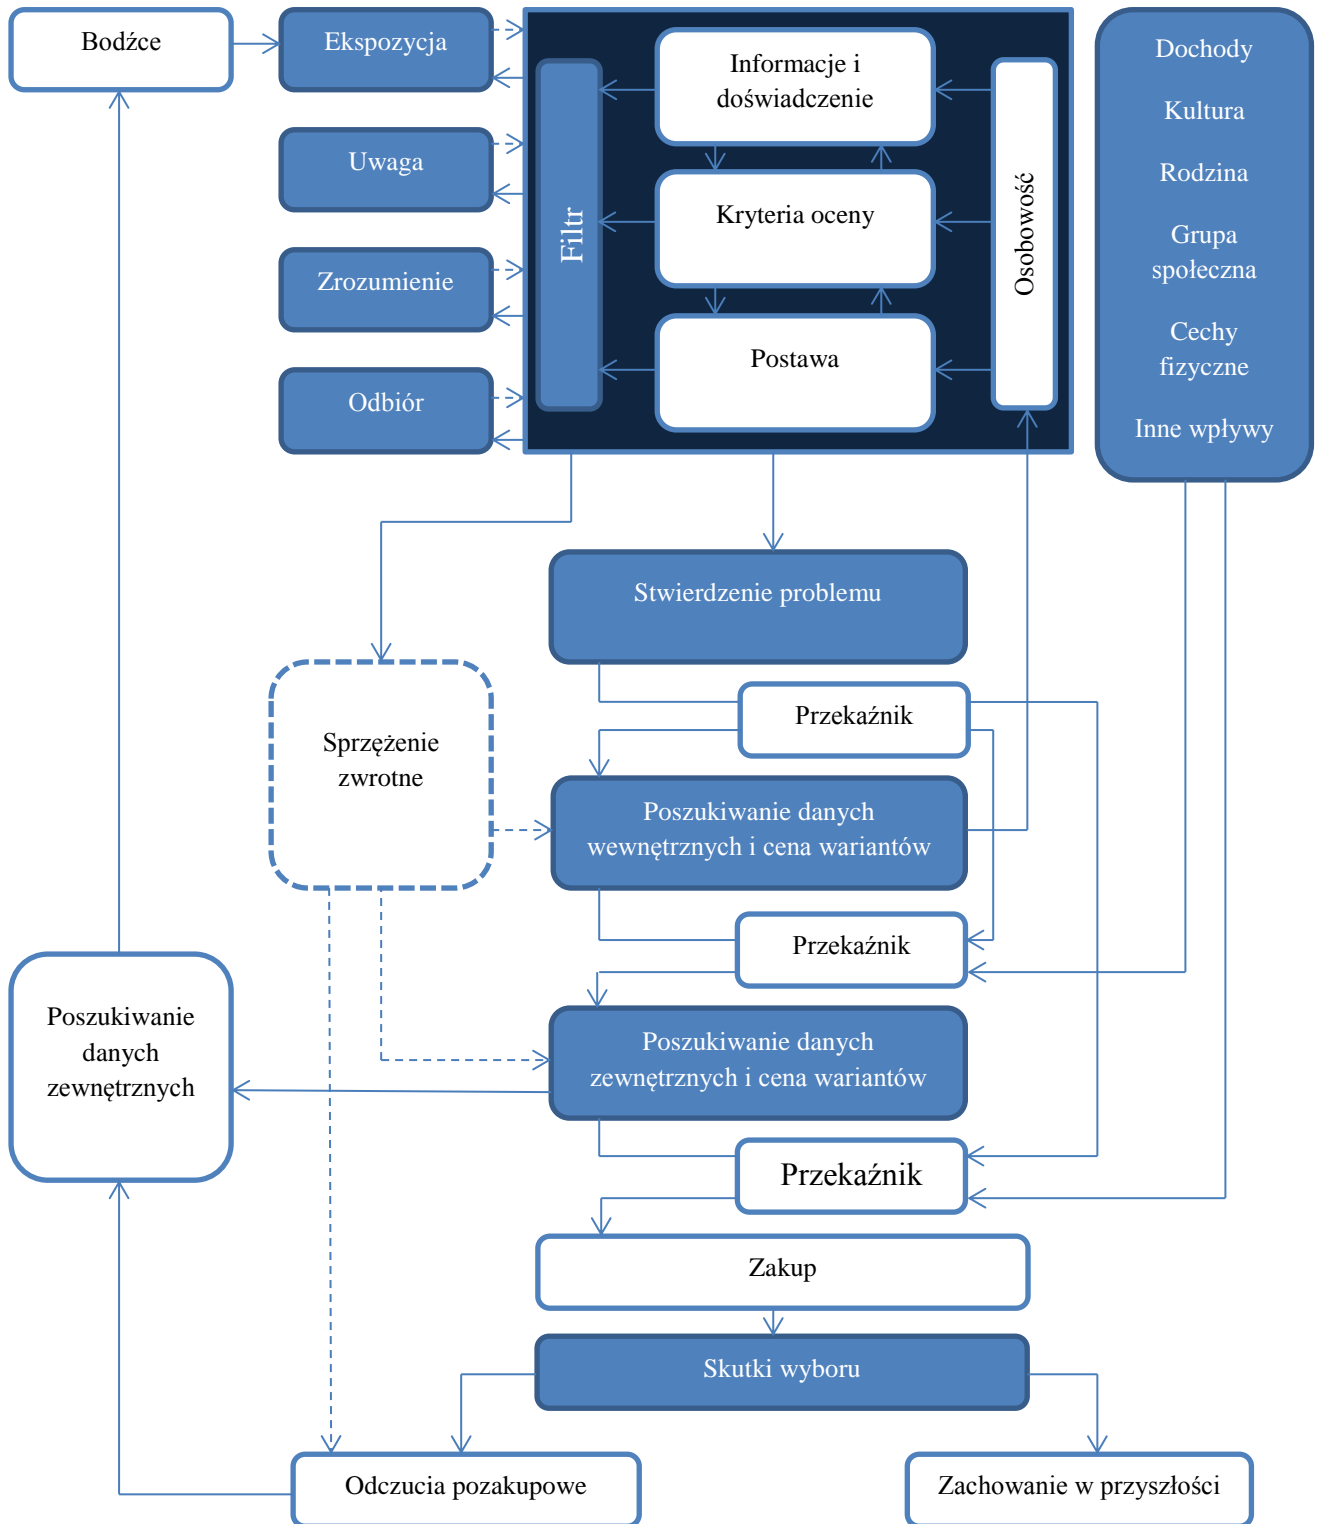 Bodźce
Ekspozycja
Uwaga
Zrozumienie
Odbiór
Filtr
Informacje i
doświadczenie
Kryteria oceny
Postawa
Osobowość
Dochody
Kultura
Rodzina
Grupa
społeczna
Cechy
fizyczne
Inne wpływy
Stwierdzenie problemu
Przekaźnik
Sprzężenie
zwrotne
Poszukiwanie danych
wewnętrznych i cena wariantów
Przekaźnik
Poszukiwanie
danych
zewnętrznych
Poszukiwanie danych
zewnętrznych i cena wariantów
Przekaźnik
Zakup
Skutki wyboru
Odczucia pozakupowe
Zachowanie w przyszłości